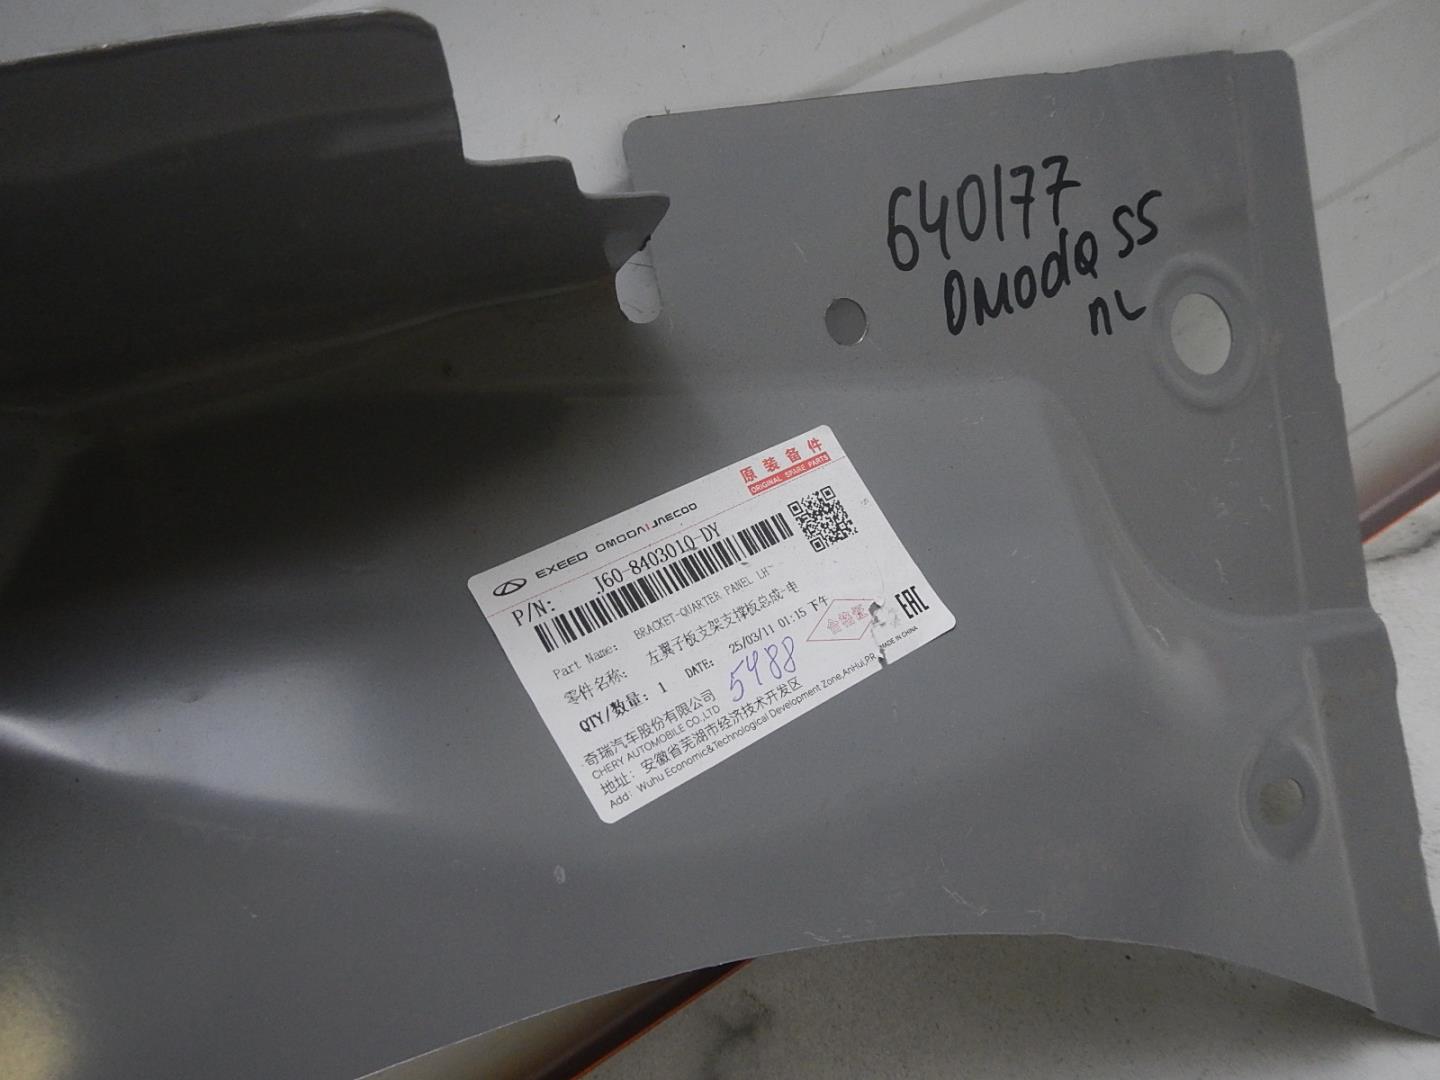 640177
Omoda S5
ПL
原装备件
ORIGINAL SPARE PARTS
EXEED OMODA JAECOO
P/N: J60-8403010-DY
Part Name: BRACKET-QUARTER PANEL LH
零件名称: 左翼子板支架支撑板总成-电
QTY/数量: 1 DATE: 25/03/11 01:15 下午
5488
EAC
MADE IN CHINA
奇瑞汽车股份有限公司
CHERY AUTOMOBILE CO.,LTD
地址: 安徽省芜湖市经济技术开发区
Add: Wuhu Economic&Technological Development Zone,AnHui,PR